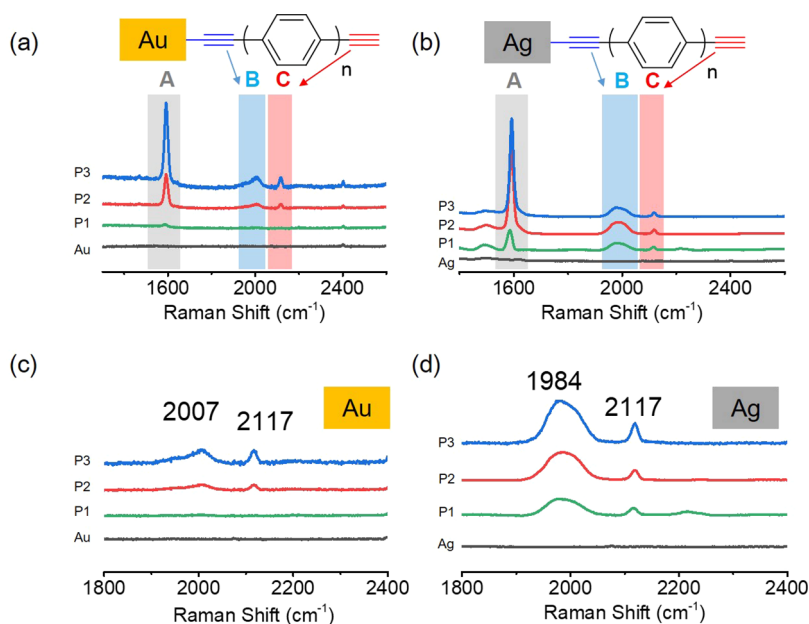 (a)
Au
n
A
B
C
P3
P2
P1
Au
1600
2000
2400
Raman Shift (cm⁻¹)
(b)
Ag
n
A
B
C
P3
P2
P1
Ag
1600
2000
2400
Raman Shift (cm⁻¹)
(c)
2007
2117
Au
P3
P2
P1
Au
1800
2000
2200
2400
Raman Shift (cm⁻¹)
(d)
1984
2117
Ag
P3
P2
P1
Ag
1800
2000
2200
2400
Raman Shift (cm⁻¹)